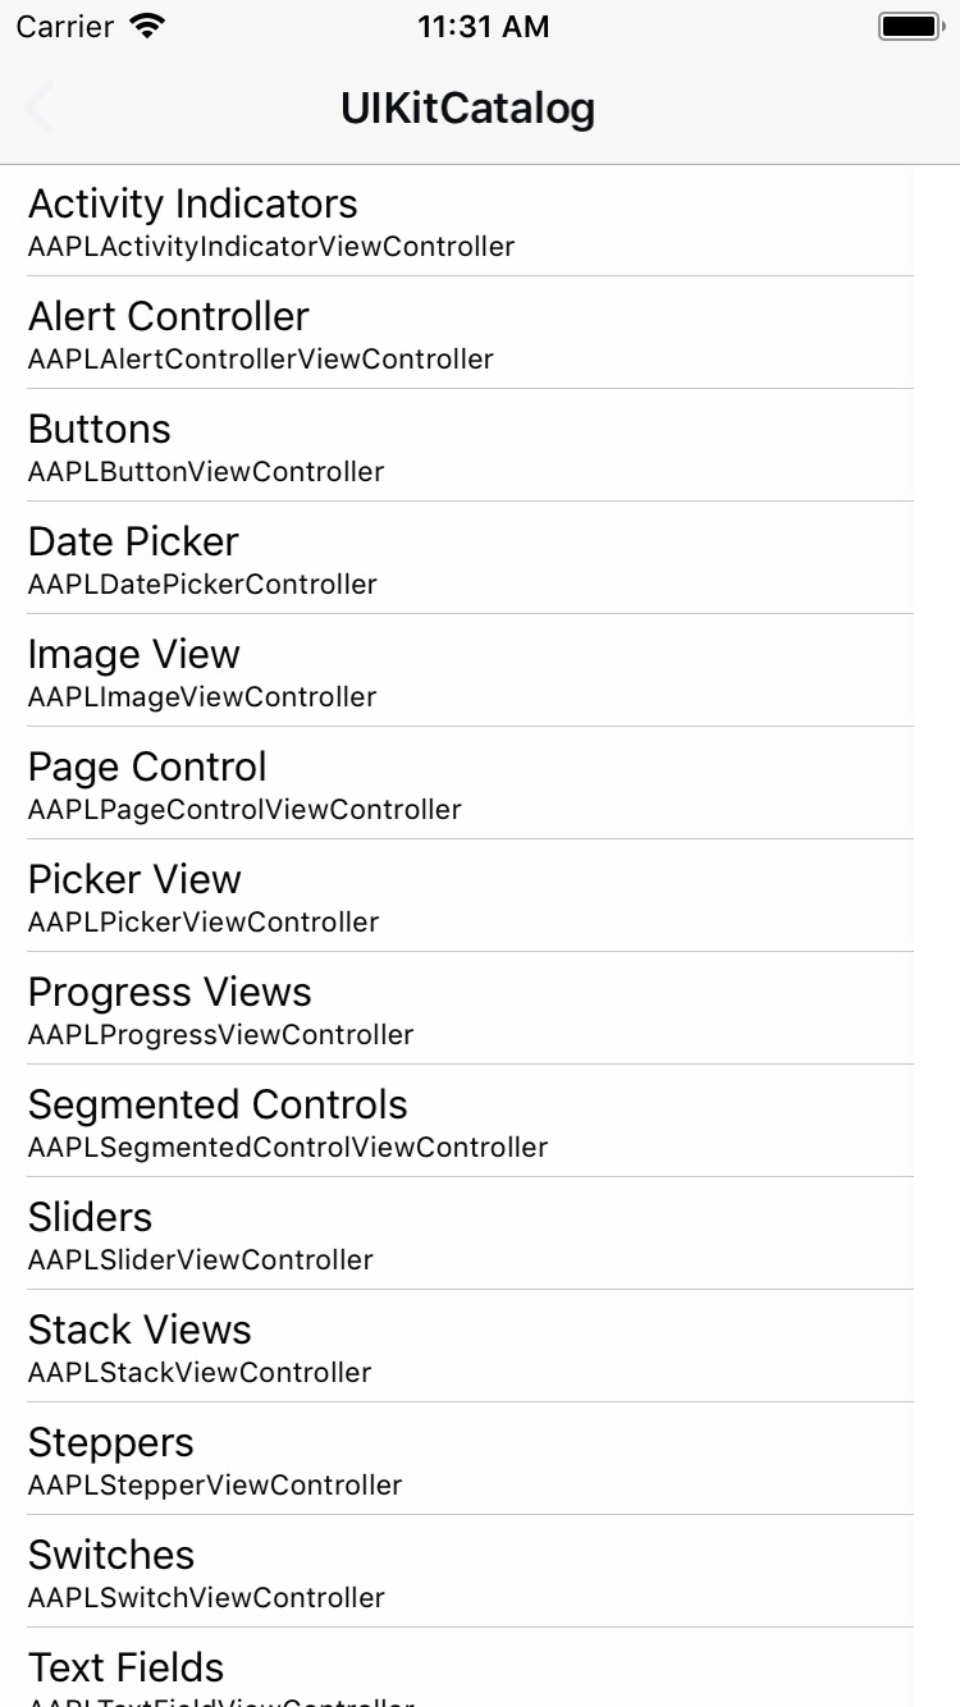 Carrier
11:31 AM
UIKitCatalog
Activity Indicators
AAPLActivityIndicatorViewController
Alert Controller
AAPLAlertControllerViewController
Buttons
AAPLButtonViewController
Date Picker
AAPLDatePickerController
Image View
AAPLImageViewController
Page Control
AAPLPageControlViewController
Picker View
AAPLPickerViewController
Progress Views
AAPLProgressViewController
Segmented Controls
AAPLSegmentedControlViewController
Sliders
AAPLSliderViewController
Stack Views
AAPLStackViewController
Steppers
AAPLStepperViewController
Switches
AAPLSwitchViewController
Text Fields
AAPLTextFieldViewController